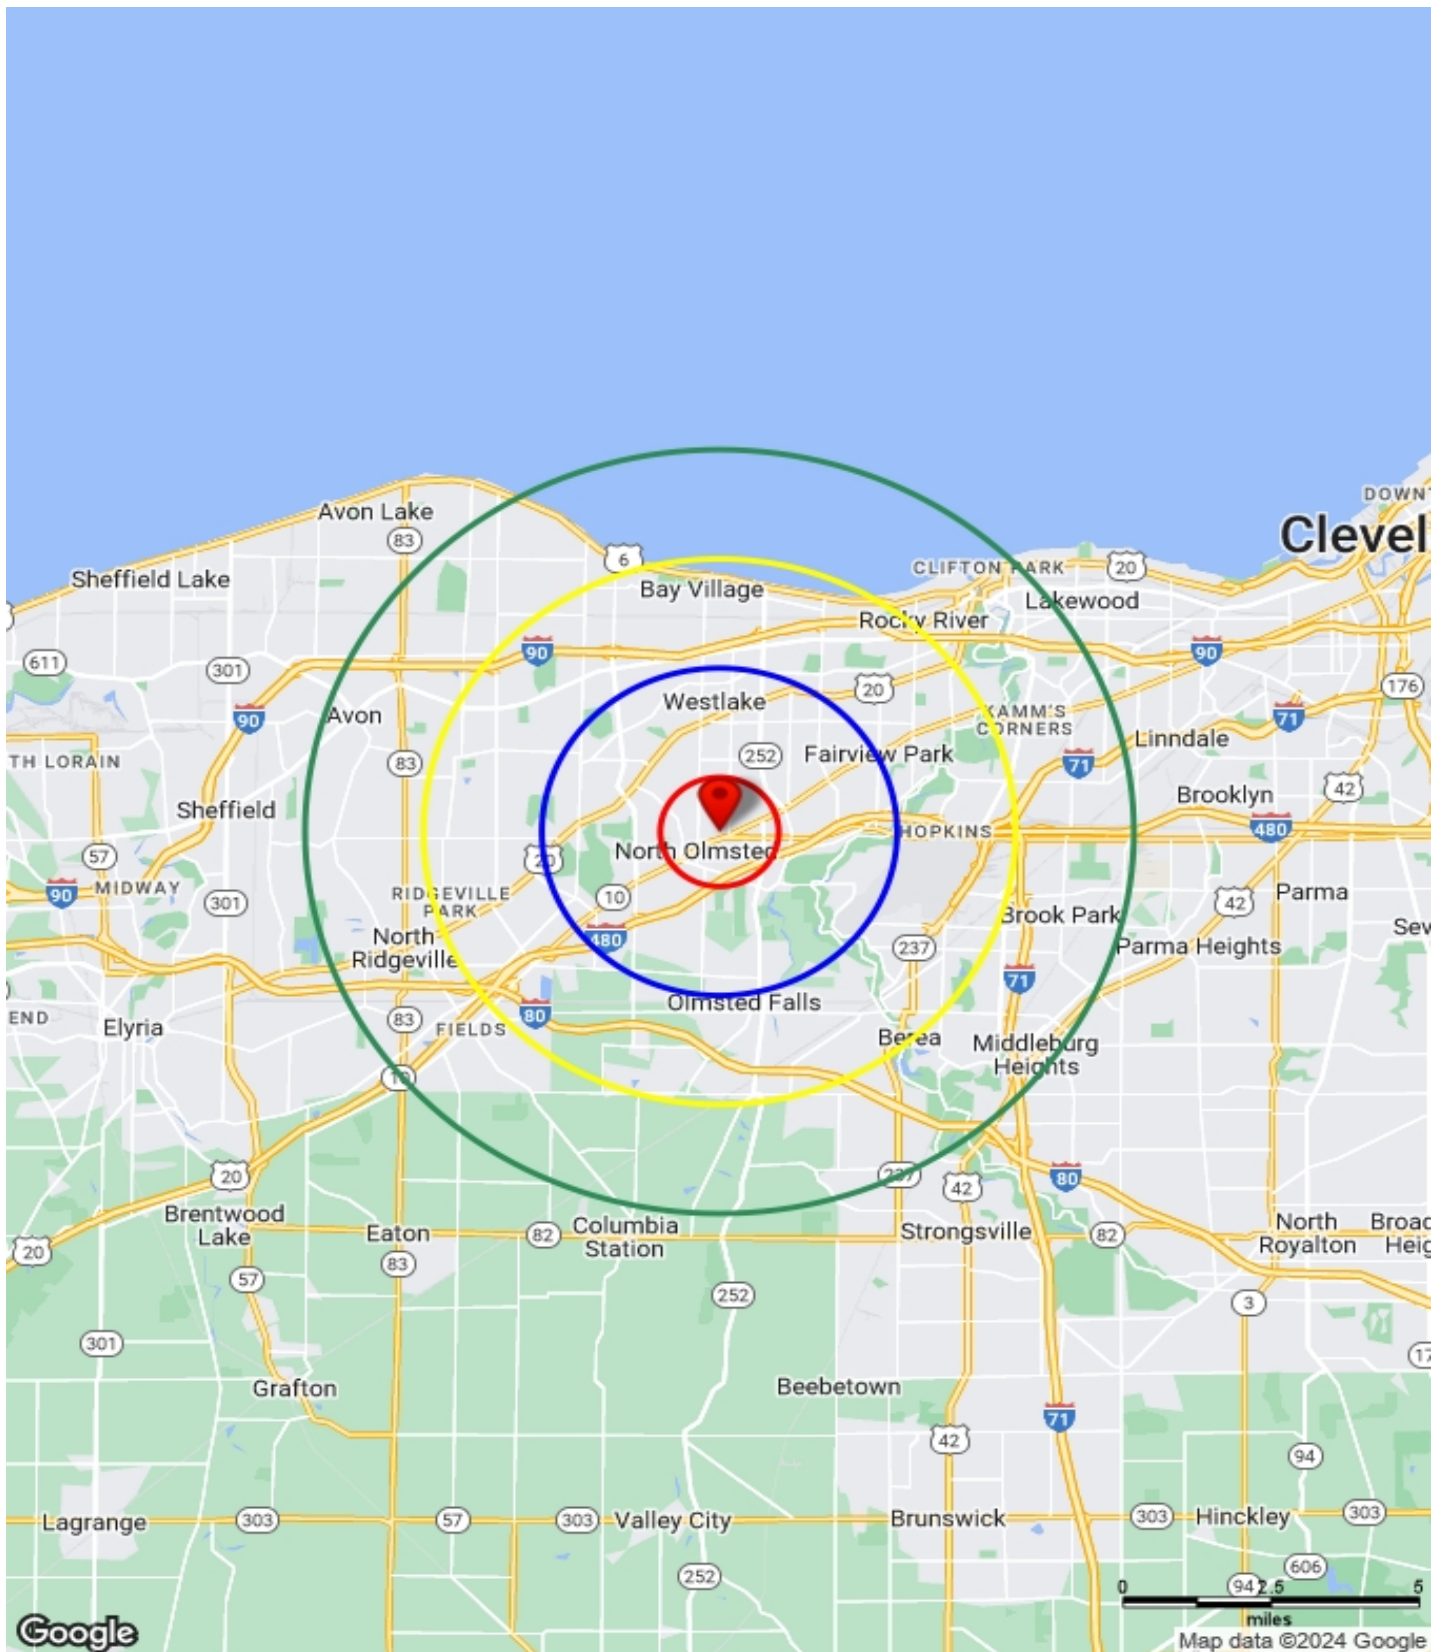 DOWN
Clevel
Avon Lake
83
6
CLIFTON PARK
20
Sheffield Lake
Bay Village
Lakewood
Rocky River
90
90
611
301
176
20
Westlake
90
Avon
KAMM'S
CORNERS
71
Linndale
252
Fairview Park
83
71
TH LORAIN
42
Sheffield
Brooklyn
480
HOPKINS
North Olmsted
57
20
MIDWAY
90
RIDGEVILLE
PARK
10
Parma
301
42
Brook Park
480
North
Ridgeville
237
Parma Heights
Sev
71
Olmsted Falls
80
END
Elyria
83
FIELDS
Berea
Middleburg
Heights
10
237
80
20
42
Brentwood
Lake
Eaton
82
Columbia
Station
Strongsville
82
North
Royalton
Broad
Heig
20
83
57
252
3
301
17
Grafton
Beebetown
71
42
94
Lagrange
303
57
303
Valley City
Brunswick
303
Hinckley
303
252
606
94
0
2.5
5
miles
Google
Map data ©2024 Google